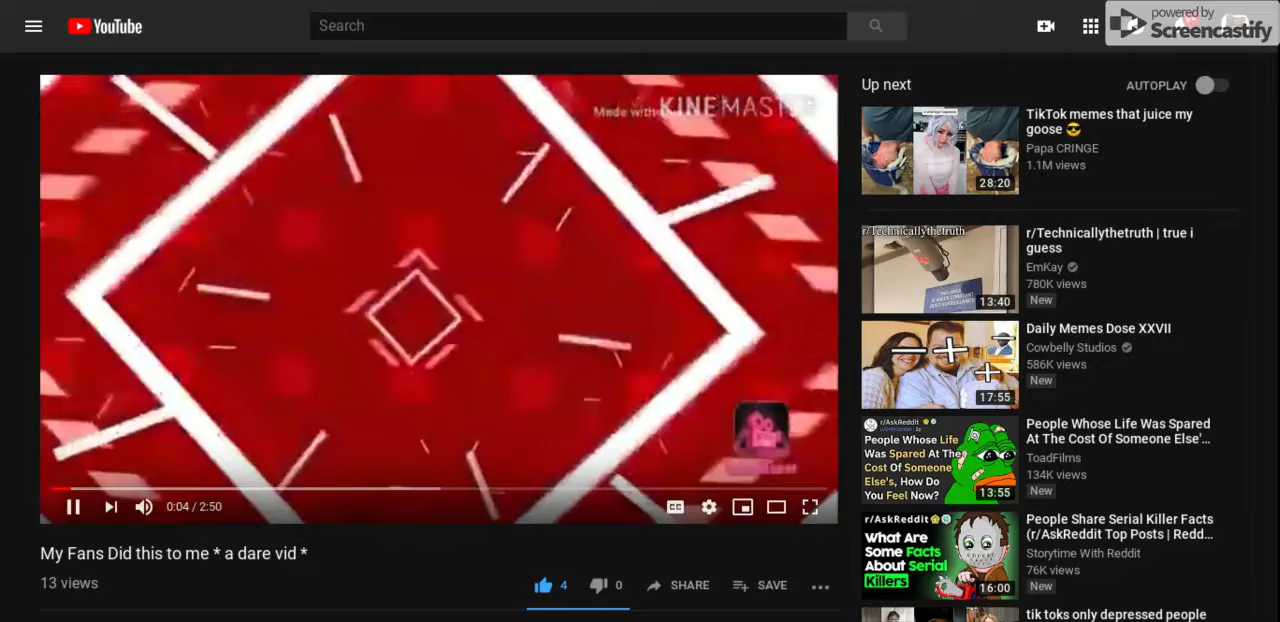 YouTube
Search
powered by
Screencastify
Made with KINEMASTER
0:04 / 2:50
CC
My Fans Did this to me * a dare vid *
13 views
4
0
SHARE
SAVE
Up next
AUTOPLAY
28:20
TikTok memes that juice my
goose 😎
Papa CRINGE
1.1M views
r/Technicallythetruth
13:40
r/Technicallythetruth | true i
guess
EmKay
780K views
New
17:55
Daily Memes Dose XXVII
Cowbelly Studios
586K views
New
r/AskReddit
People Whose Life
Was Spared At The
Cost Of Someone
Else's, How Do
You Feel Now?
13:55
People Whose Life Was Spared
At The Cost Of Someone Else'...
ToadFilms
134K views
New
r/AskReddit
What Are
Some Facts
About Serial
Killers
16:00
People Share Serial Killer Facts
(r/AskReddit Top Posts | Redd...
Storytime With Reddit
76K views
New
tik toks only depressed people